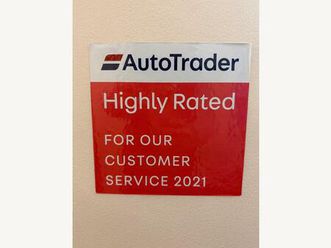 AutoTrader
Highly Rated
FOR OUR
CUSTOMER
SERVICE 2021